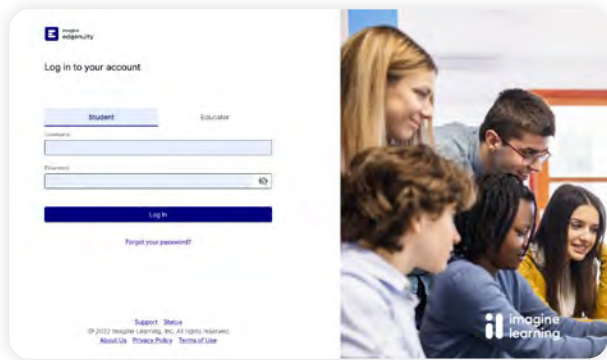 imagine
edgenuity
Log in to your account
Student Educator
Username
Password
Log In
Forgot your password?
Support Status
© 2022 Imagine Learning, Inc. All rights reserved.
About Us Privacy Policy Terms of Use
imagine
learning